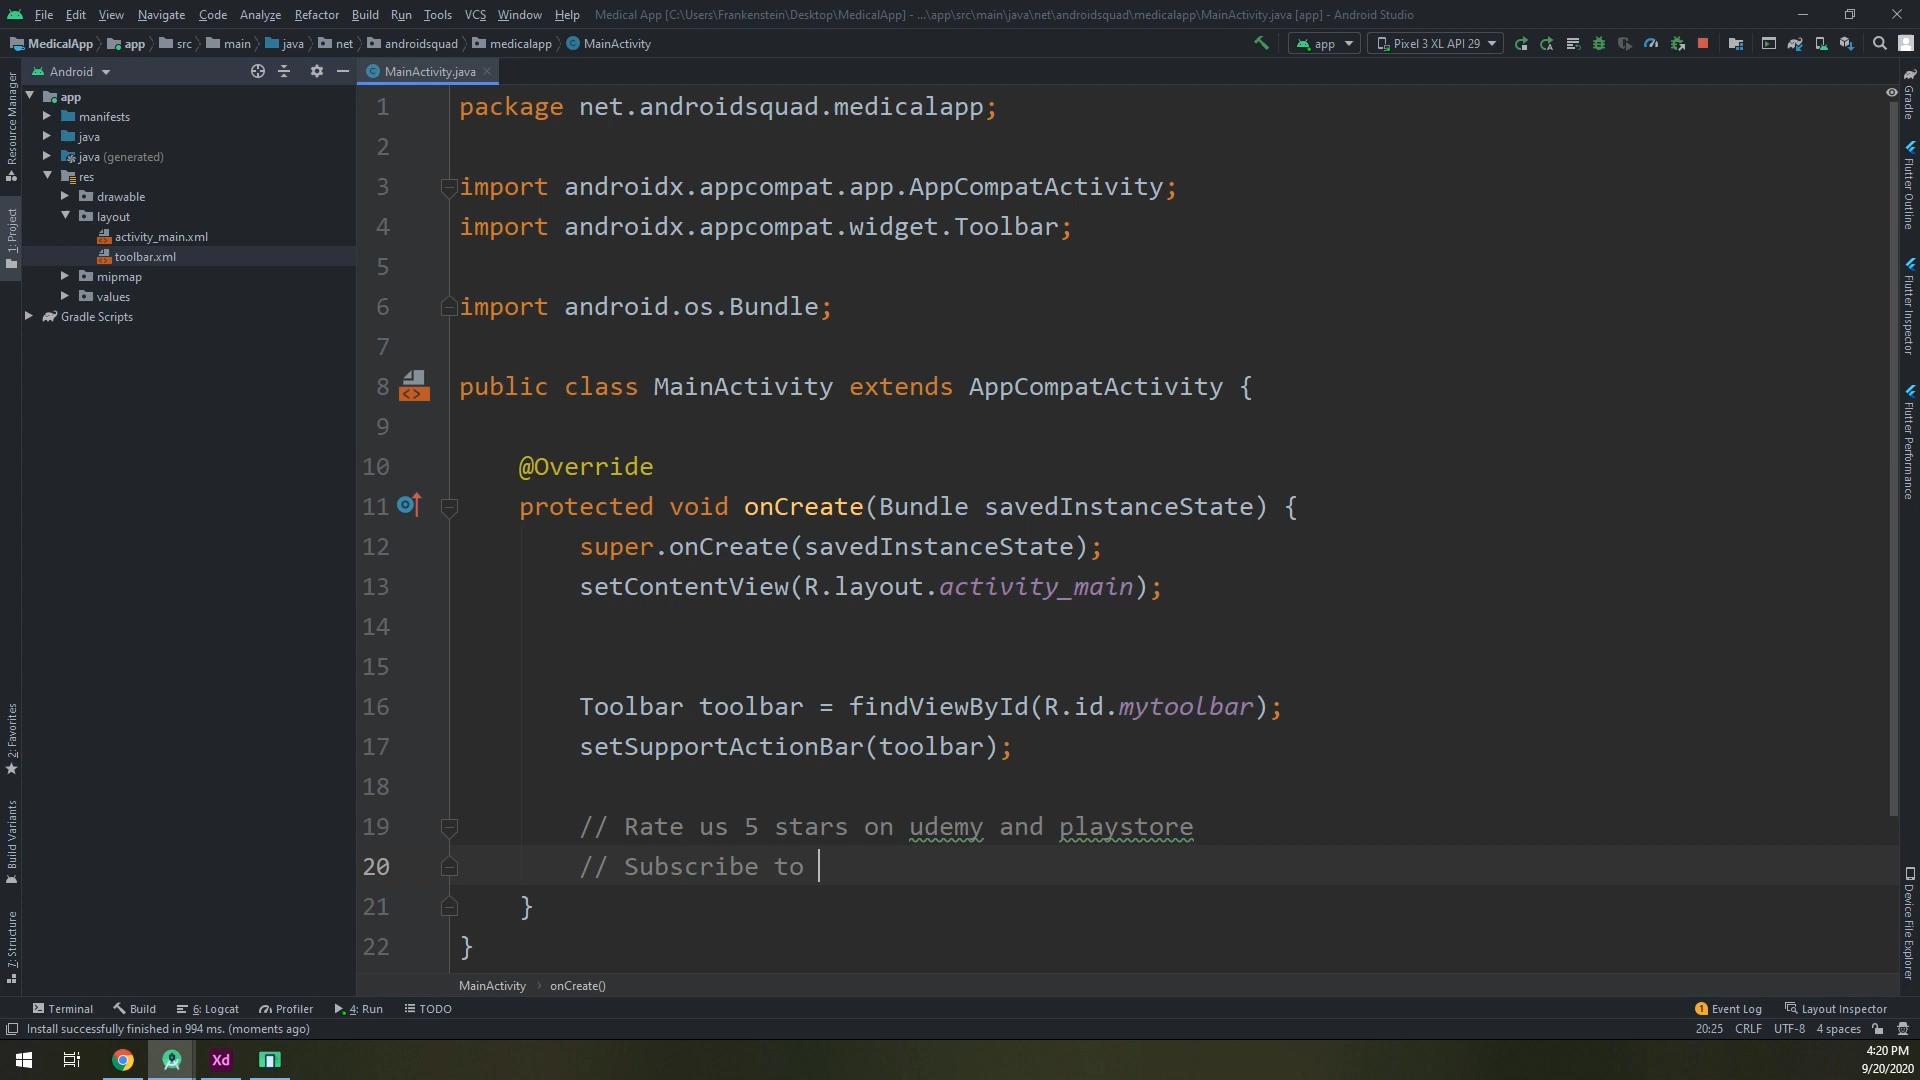 File Edit View Navigate Code Analyze Refactor Build Run Tools VCS Window Help Medical App [C:\Users\Frankenstein\Desktop\MedicalApp] - ...\app\src\main\java\net\androidsquad\medicalapp\MainActivity.java [app] - Android Studio
MedicalApp app src main java net androidsquad medicalapp MainActivity app Pixel 3 XL API 29
Android
MainActivity.java
app
manifests
java
java (generated)
res
drawable
layout
activity_main.xml
toolbar.xml
mipmap
values
Gradle Scripts
Resource Manager
1: Project
2: Favorites
Build Variants
7: Structure
1 package net.androidsquad.medicalapp;
2
3 import androidx.appcompat.app.AppCompatActivity;
4 import androidx.appcompat.widget.Toolbar;
5
6 import android.os.Bundle;
7
8 public class MainActivity extends AppCompatActivity {
9
10 @Override
11 protected void onCreate(Bundle savedInstanceState) {
12 super.onCreate(savedInstanceState);
13 setContentView(R.layout.activity_main);
14
15
16 Toolbar toolbar = findViewById(R.id.mytoolbar);
17 setSupportActionBar(toolbar);
18
19 // Rate us 5 stars on udemy and playstore
20 // Subscribe to
21 }
22 }
Gradle
Flutter Outline
Flutter Inspector
Flutter Performance
Device File Explorer
MainActivity › onCreate()
Terminal Build 6: Logcat Profiler 4: Run TODO 1 Event Log Layout Inspector
Install successfully finished in 994 ms. (moments ago) 20:25 CRLF UTF-8 4 spaces
Xd
4:20 PM
9/20/2020